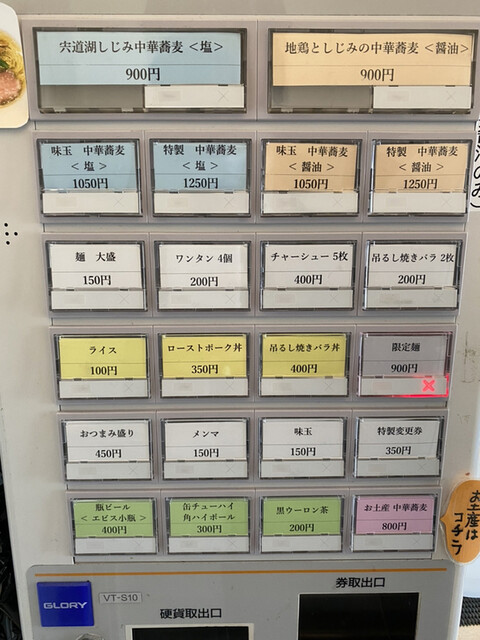 宍道湖しじみ中華蕎麦 <塩>
900円
地鶏としじみの中華蕎麦 <醤油>
900円
味玉 中華蕎麦
< 塩 >
1050円
特製 中華蕎麦
< 塩 >
1250円
味玉 中華蕎麦
< 醤油 >
1050円
特製 中華蕎麦
< 醤油 >
1250円
麺 大盛
150円
ワンタン 4個
200円
チャーシュー 5枚
400円
吊るし焼きバラ 2枚
200円
ライス
100円
ローストポーク丼
350円
吊るし焼きバラ丼
400円
限定麺
900円
おつまみ盛り
450円
メンマ
150円
味玉
150円
特製変更券
350円
瓶ビール
< エビス小瓶 >
400円
缶チューハイ
角ハイボール
300円
黒ウーロン茶
200円
お土産 中華蕎麦
800円
お土産は
コチラ
GLORY
VT-S10
硬貨取出口
券取出口